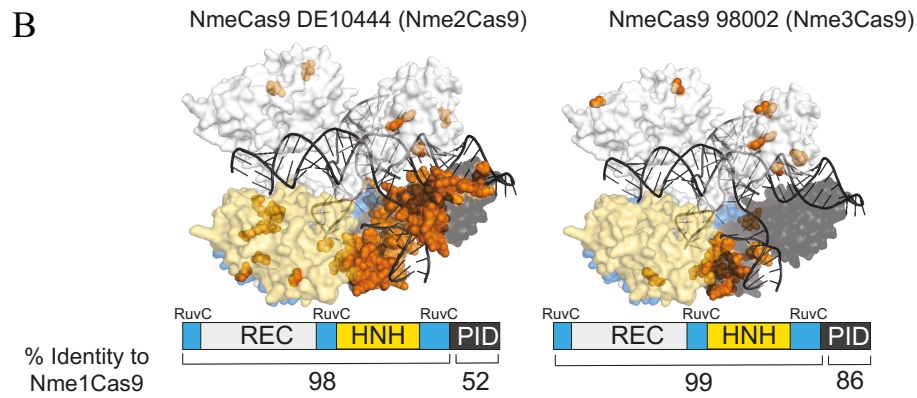 B
NmeCas9 DE10444 (Nme2Cas9)
NmeCas9 98002 (Nme3Cas9)
RuvC RuvC RuvC
REC HNH PID
RuvC RuvC RuvC
REC HNH PID
% Identity to
Nme1Cas9
98 52
99 86